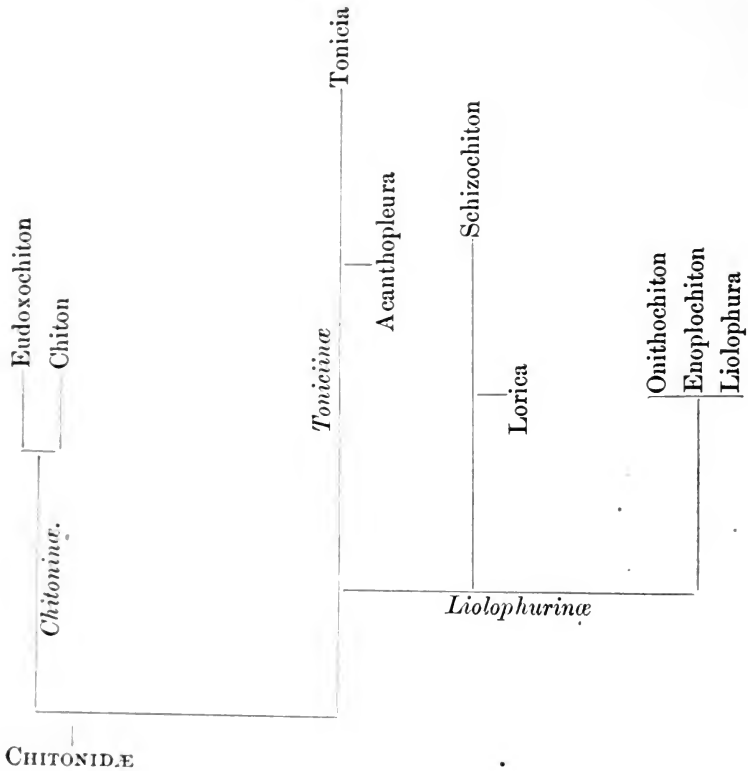 CHITONIDÆ
Chitoninæ.
Eudoxochiton
Chiton
Toniciinæ
Tonicia
Acanthopleura
Liolophurinæ
Schizochiton
Lorica
Onithochiton
Enoplochiton
Liolophura